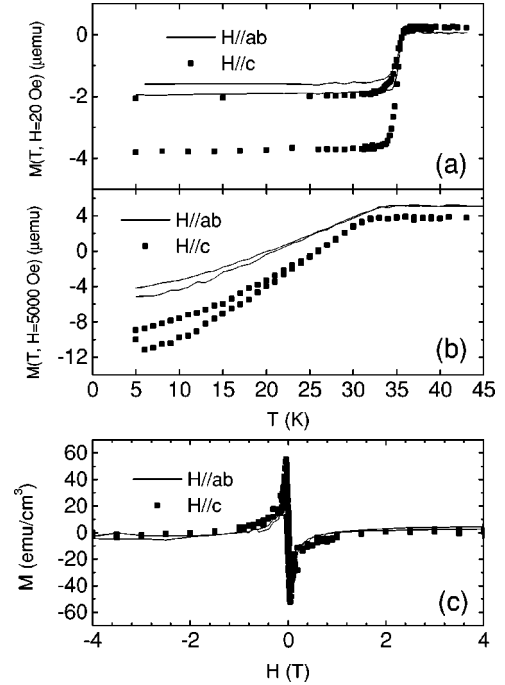 M(T, H=20 Oe) (μemu)
0
-2
-4
H//ab
H//c
(a)
M(T, H=5000 Oe) (μemu)
4
0
-4
-8
-12
H//ab
H//c
(b)
0 5 10 15 20 25 30 35 40 45
T (K)
M (emu/cm³)
60
40
20
0
-20
-40
-60
H//ab
H//c
(c)
-4 -2 0 2 4
H (T)